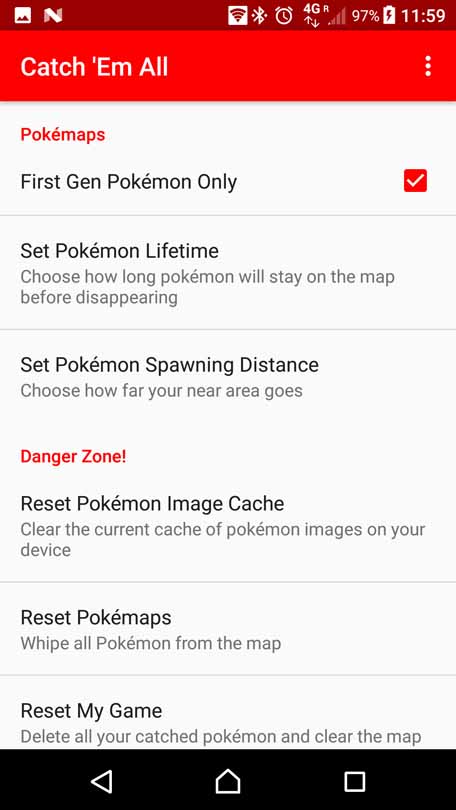 4G R 97% 11:59
Catch 'Em All
Pokémaps
First Gen Pokémon Only
Set Pokémon Lifetime
Choose how long pokémon will stay on the map
before disappearing
Set Pokémon Spawning Distance
Choose how far your near area goes
Danger Zone!
Reset Pokémon Image Cache
Clear the current cache of pokémon images on your
device
Reset Pokémaps
Whipe all Pokémon from the map
Reset My Game
Delete all your catched pokémon and clear the map